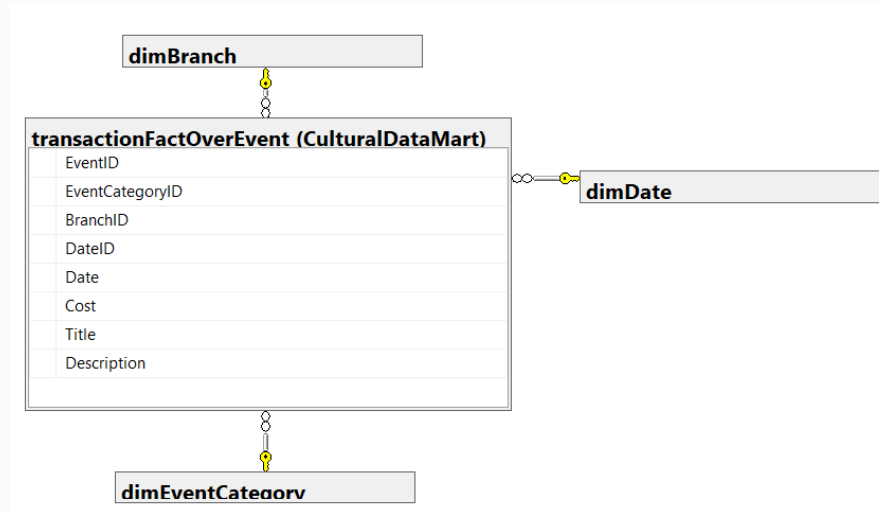 dimBranch
transactionFactOverEvent (CulturalDataMart)
EventID
EventCategoryID
BranchID
DateID
Date
Cost
Title
Description
dimDate
dimEventCategory